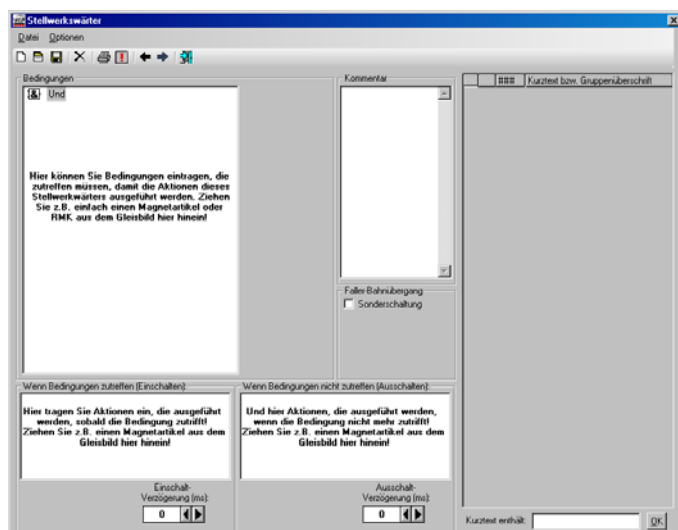 Stellwerkswärter
Datei Optionen
Bedingungen
Und
Hier können Sie Bedingungen eintragen, die
zutreffen müssen, damit die Aktionen dieses
Stellwerkwärters ausgeführt werden. Ziehen
Sie z.B. einfach einen Magnetartikel oder
RMK aus dem Gleisbild hier hinein!
Kommentar
### Kurztext bzw. Gruppenüberschrift
Faller-Bahnübergang
Sonderschaltung
Wenn Bedingungen zutreffen (Einschalten):
Hier tragen Sie Aktionen ein, die ausgeführt
werden, sobald die Bedingung zutrifft!
Ziehen Sie z.B. einen Magnetartikel aus dem
Gleisbild hier hinein!
Einschalt-
Verzögerung (ms):
0
Wenn Bedingungen nicht zutreffen (Ausschalten):
Und hier Aktionen, die ausgeführt werden,
wenn die Bedingung nicht mehr zutrifft!
Ziehen Sie z.B. einen Magnetartikel aus dem
Gleisbild hier hinein!
Ausschalt-
Verzögerung (ms):
0
Kurztext enthält: OK